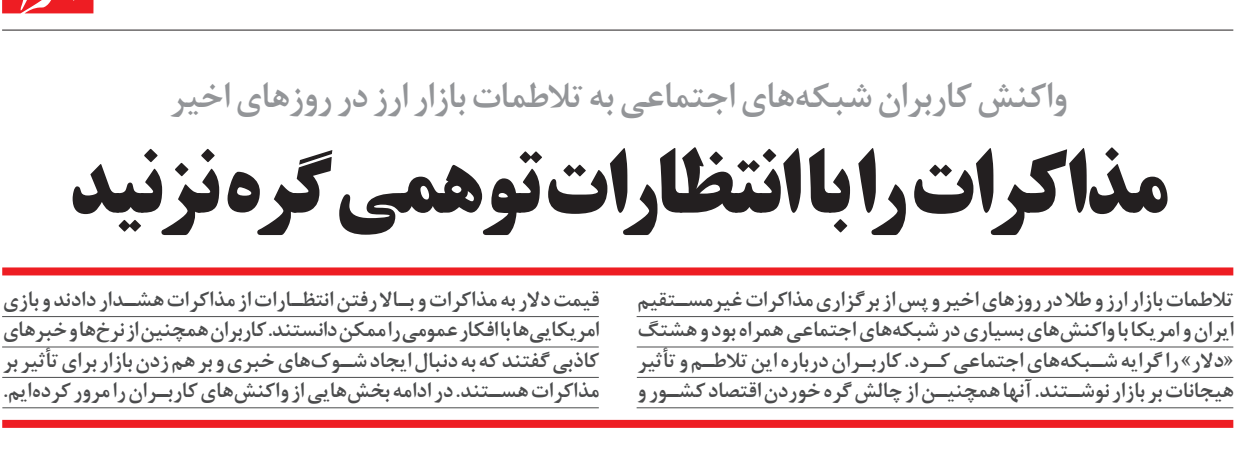 واکنش کاربران شبکه‌های اجتماعی به تلاطمات بازار ارز در روزهای اخیر
مذاکرات را با انتظارات توهمی گره نزنید
تلاطمات بازار ارز و طلا در روزهای اخیر و پس از برگزاری مذاکرات غیرمستقیم
ایران و امریکا با واکنش‌های بسیاری در شبکه‌های اجتماعی همراه بود و هشتگ
«دلار» را گرایه شبکه‌های اجتماعی کرد. کاربران درباره این تلاطم و تأثیر
هیجانات بر بازار نوشتند. آنها همچنین از چالش گره خوردن اقتصاد کشور و
قیمت دلار به مذاکرات و بالا رفتن انتظارات از مذاکرات هشدار دادند و بازی
امریکایی‌ها با افکار عمومی را ممکن دانستند. کاربران همچنین از نرخ‌ها و خبرهای
کاذبی گفتند که به دنبال ایجاد شوک‌های خبری و بر هم زدن بازار برای تأثیر بر
مذاکرات هستند. در ادامه بخش‌هایی از واکنش‌های کاربران را مرور کرده‌ایم.